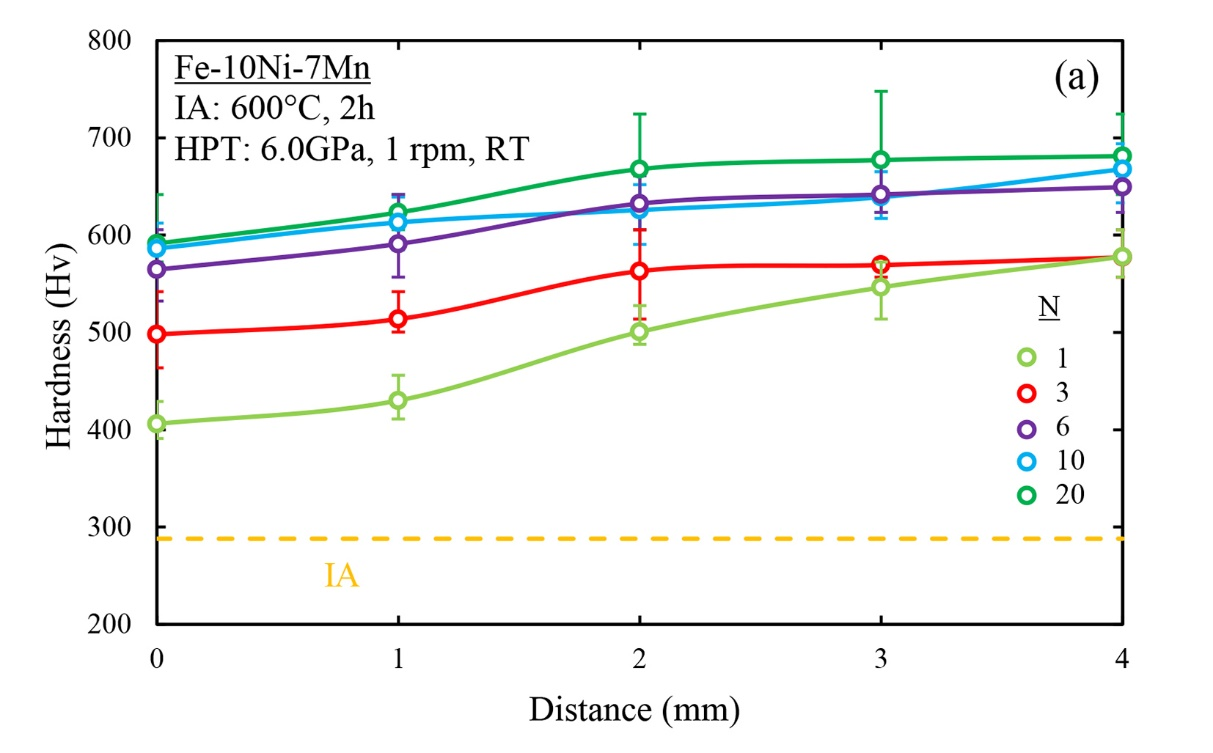 800
700
600
500
400
300
200
Hardness (Hv)
Fe-10Ni-7Mn
IA: 600°C, 2h
HPT: 6.0GPa, 1 rpm, RT
(a)
N
1
3
6
10
20
IA
0 1 2 3 4
Distance (mm)